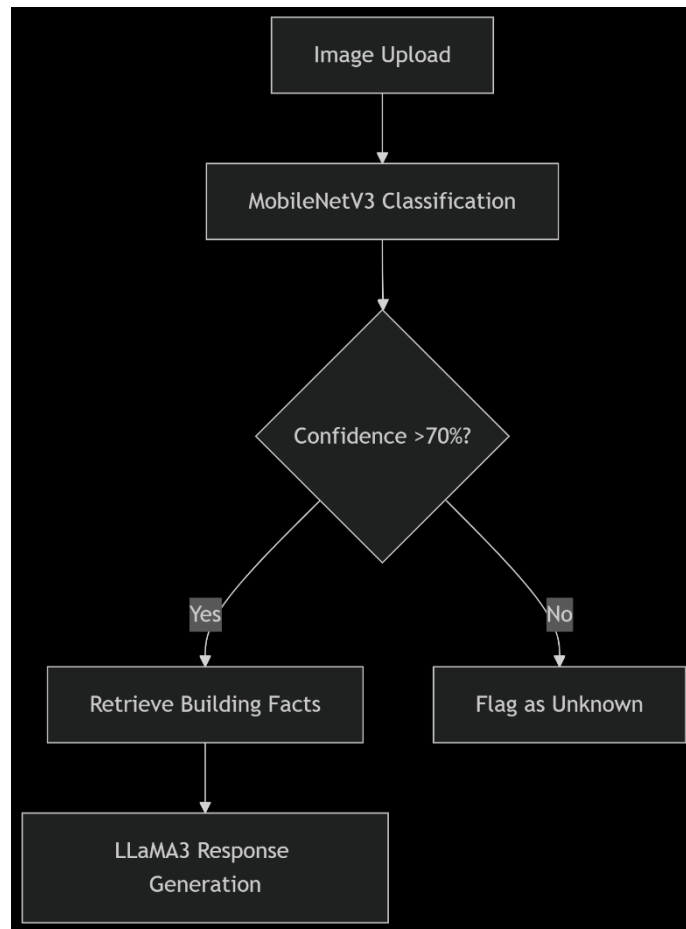 Image Upload
MobileNetV3 Classification
Confidence >70%?
Yes
No
Retrieve Building Facts
Flag as Unknown
LLaMA3 Response
Generation